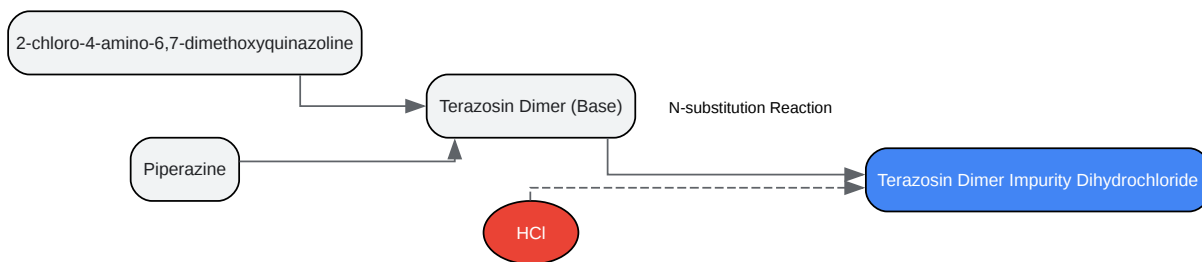 2-chloro-4-amino-6,7-dimethoxyquinazoline
Terazosin Dimer (Base)
N-substitution Reaction
Piperazine
Terazosin Dimer Impurity Dihydrochloride
HCl